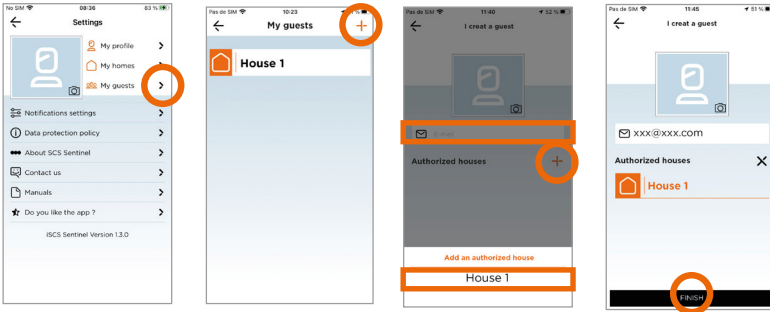 No SIM 08:36 83 %
Settings
My profile
My homes
My guests
Notifications settings
Data protection policy
About SCS Sentinel
Contact us
Manuals
Do you like the app ?
iSCS Sentinel Version 1.3.0
Pas de SIM 10:23
My guests
House 1
Pas de SIM 11:40 52 %
I creat a guest
E-mail
Authorized houses
Add an authorized house
House 1
Pas de SIM 11:45 51 %
I creat a guest
xxx@xxx.com
Authorized houses
House 1
FINISH